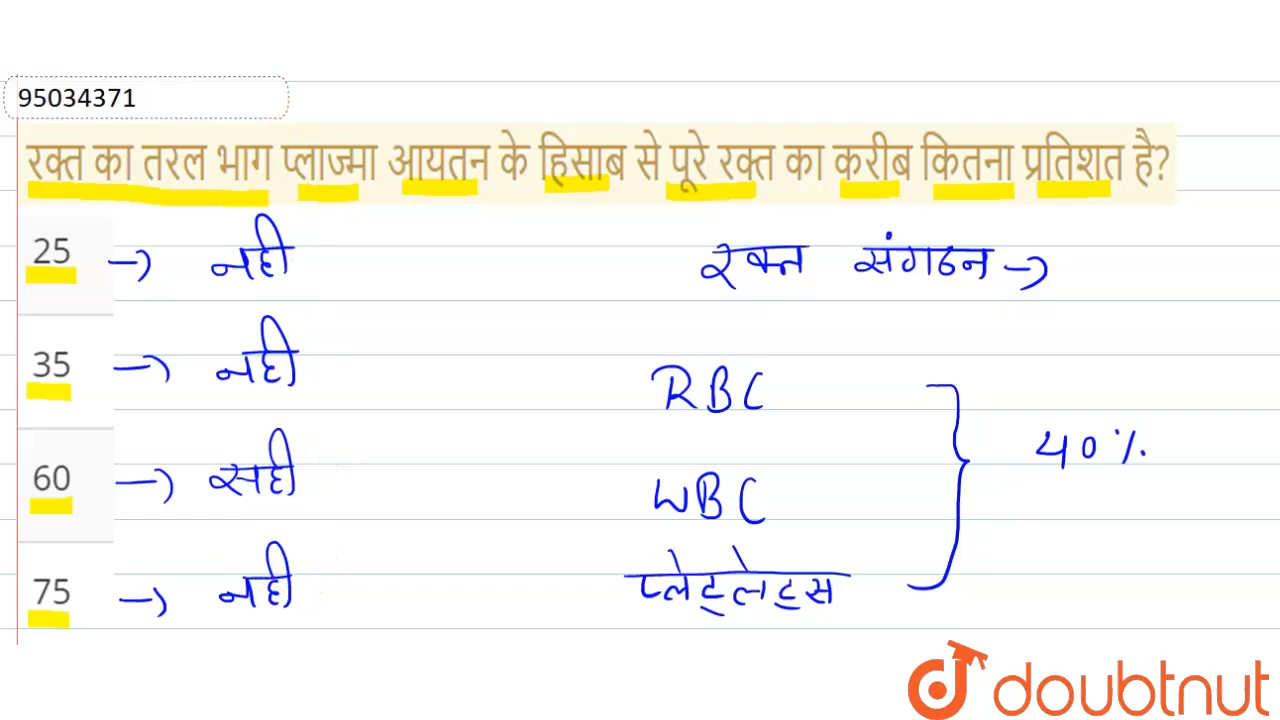 95034371
रक्त का तरल भाग प्लाज्मा आयतन के हिसाब से पूरे रक्त का करीब कितना प्रतिशत है?
25 → नही
रक्त संगठन →
35 → नही
RBC
40%
60 → सही
WBC
75 → नही
प्लेट्लेट्स
doubtnut